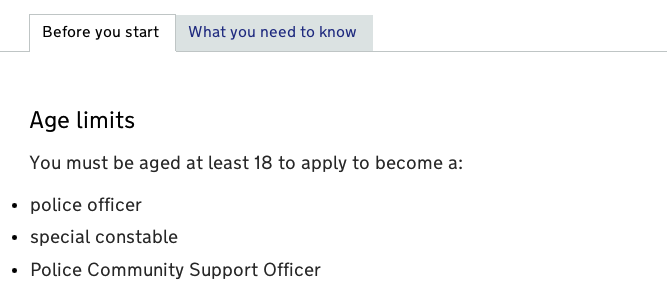 Before you start
What you need to know
Age limits
You must be aged at least 18 to apply to become a:
• police officer
• special constable
• Police Community Support Officer